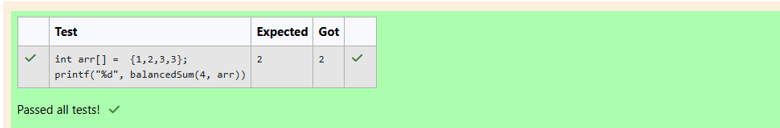 Test Expected Got
int arr[] = {1,2,3,3}; 2 2
printf("%d", balancedSum(4, arr))
Passed all tests!